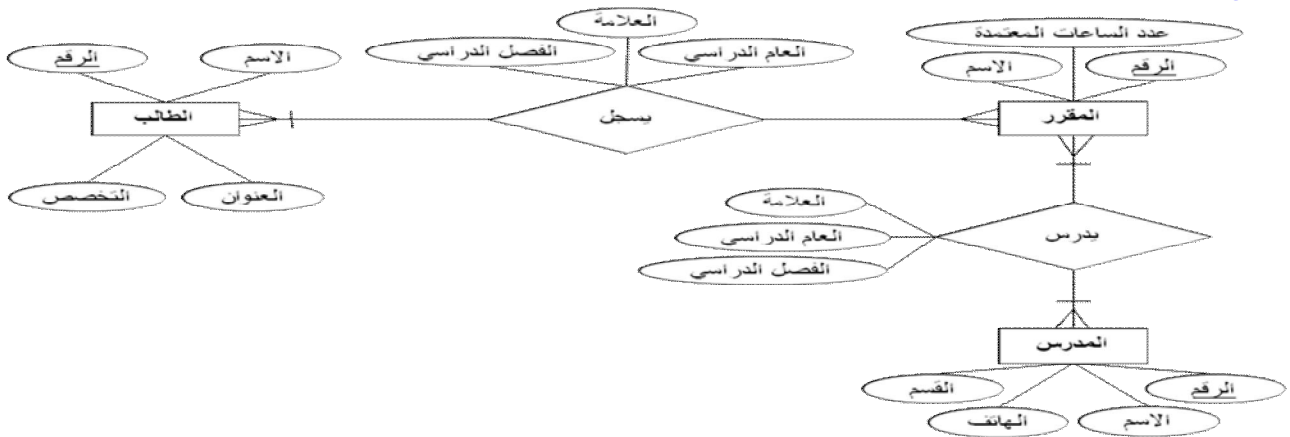 العلامة
عدد الساعات المعتمدة
العام الدراسي
الفصل الدراسي
الرقم
الاسم
الاسم
الرقم
المقرر
يسجل
الطالب
العنوان
التخصص
العلامة
يدرس
العام الدراسي
الفصل الدراسي
المدرس
الرقم
القسم
الاسم
الهاتف